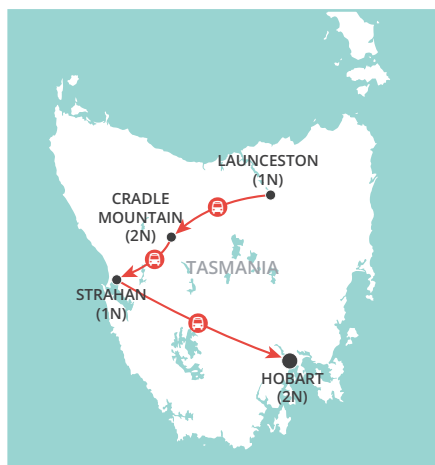 LAUNCESTON
(1N)
CRADLE
MOUNTAIN
(2N)
TASMANIA
STRAHAN
(1N)
HOBART
(2N)